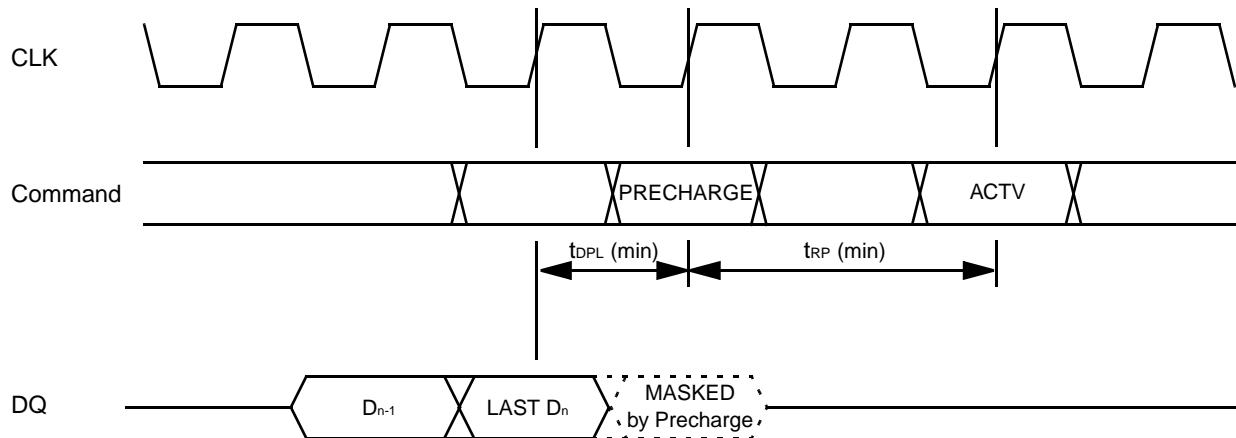 CLK
Command
PRECHARGE
ACTV
tDPL (min)
tRP (min)
DQ
Dn-1
LAST Dn
MASKED
by Precharge